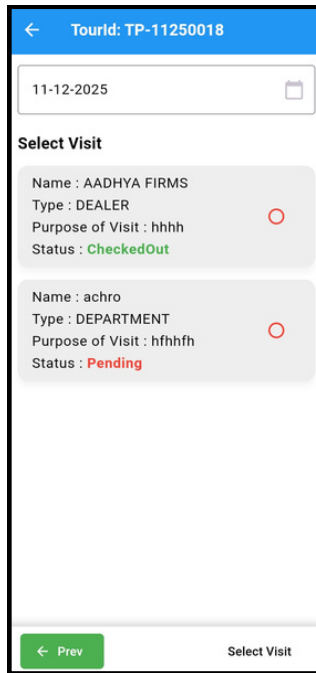 TourId: TP-11250018
11-12-2025
Select Visit
Name : AADHYA FIRMS
Type : DEALER
Purpose of Visit : hhhh
Status : CheckedOut
Name : achro
Type : DEPARTMENT
Purpose of Visit : hfhhfh
Status : Pending
Prev
Select Visit